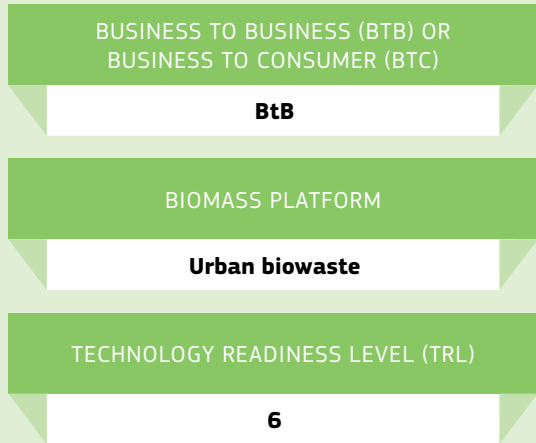 BUSINESS TO BUSINESS (BTB) OR
BUSINESS TO CONSUMER (BTC)
BtB
BIOMASS PLATFORM
Urban biowaste
TECHNOLOGY READINESS LEVEL (TRL)
6